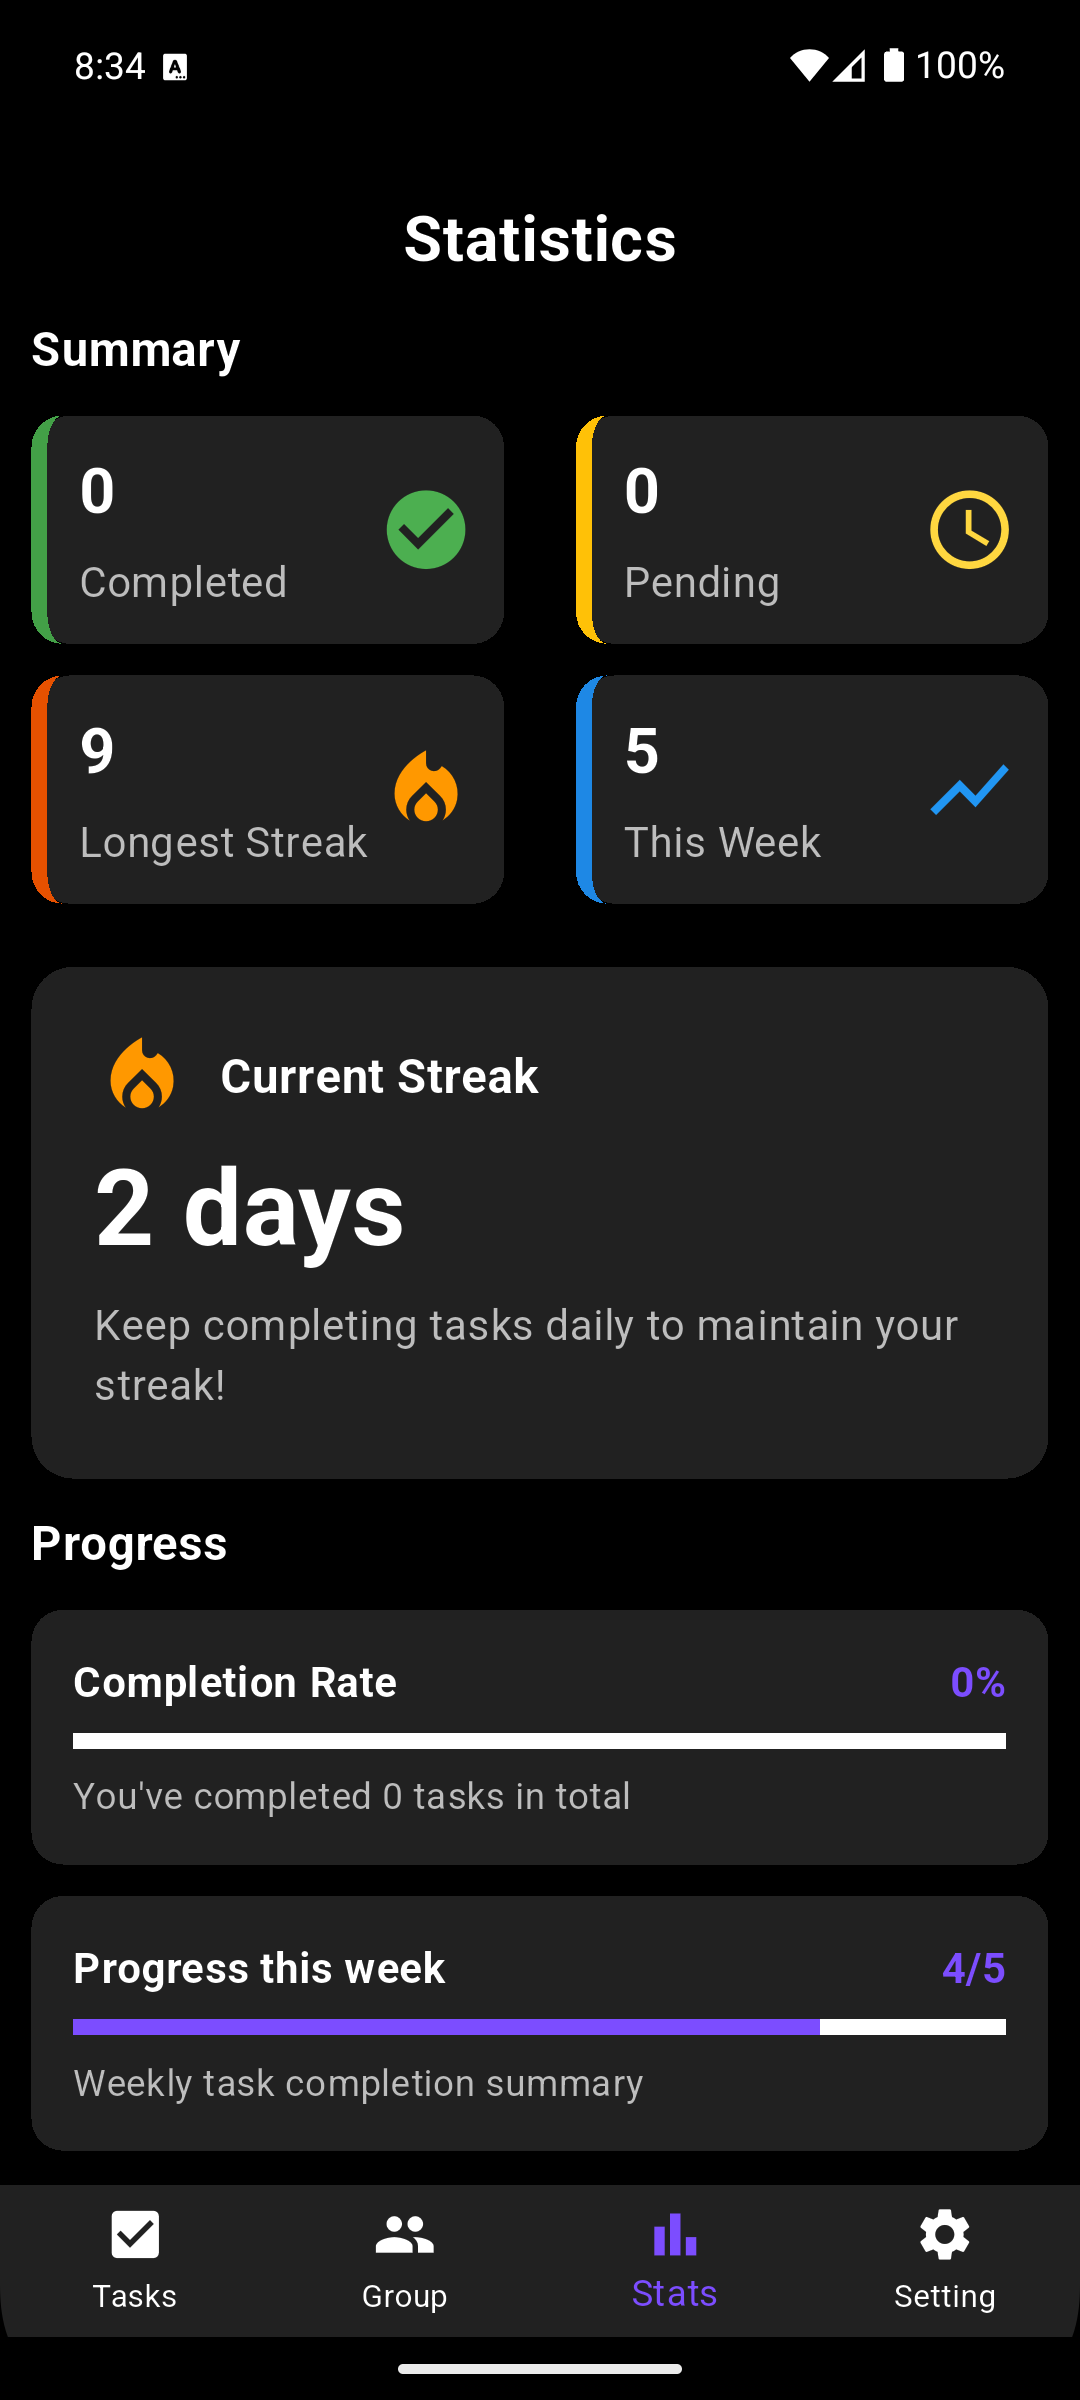 8:34
100%
Statistics
Summary
0
Completed
0
Pending
9
Longest Streak
5
This Week
Current Streak
2 days
Keep completing tasks daily to maintain your
streak!
Progress
Completion Rate
0%
You've completed 0 tasks in total
Progress this week
4/5
Weekly task completion summary
Tasks
Group
Stats
Setting